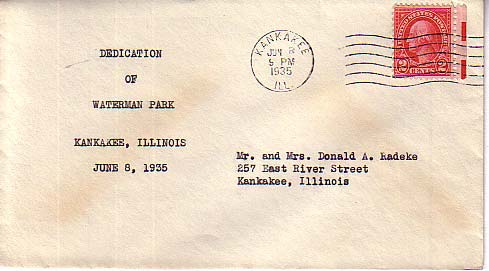 DEDICATION
OF
WATERMAN PARK
KANKAKEE, ILLINOIS
JUNE 8, 1935
KANKAKEE
JUN 8
5 PM
1935
ILL.
UNITED STATES POSTAGE
2 CENTS 2
Mr. and Mrs. Donald A. Radeke
257 East River Street
Kankakee, Illinois